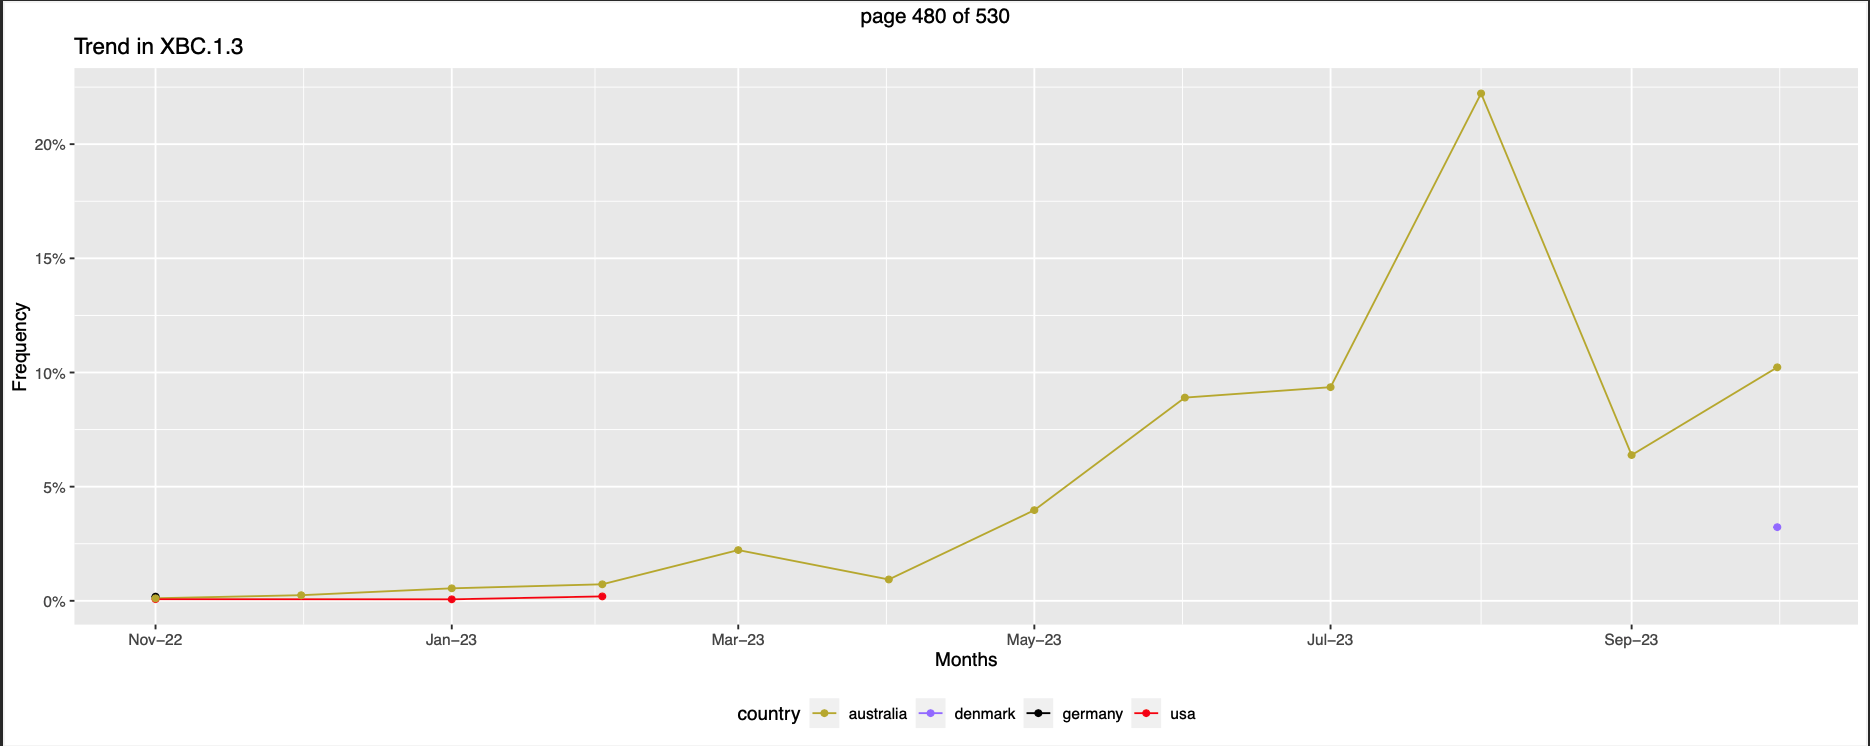 page 480 of 530
Trend in XBC.1.3
Frequency
20%
15%
10%
5%
0%
Nov−22 Jan−23 Mar−23 May−23 Jul−23 Sep−23
Months
country australia denmark germany usa